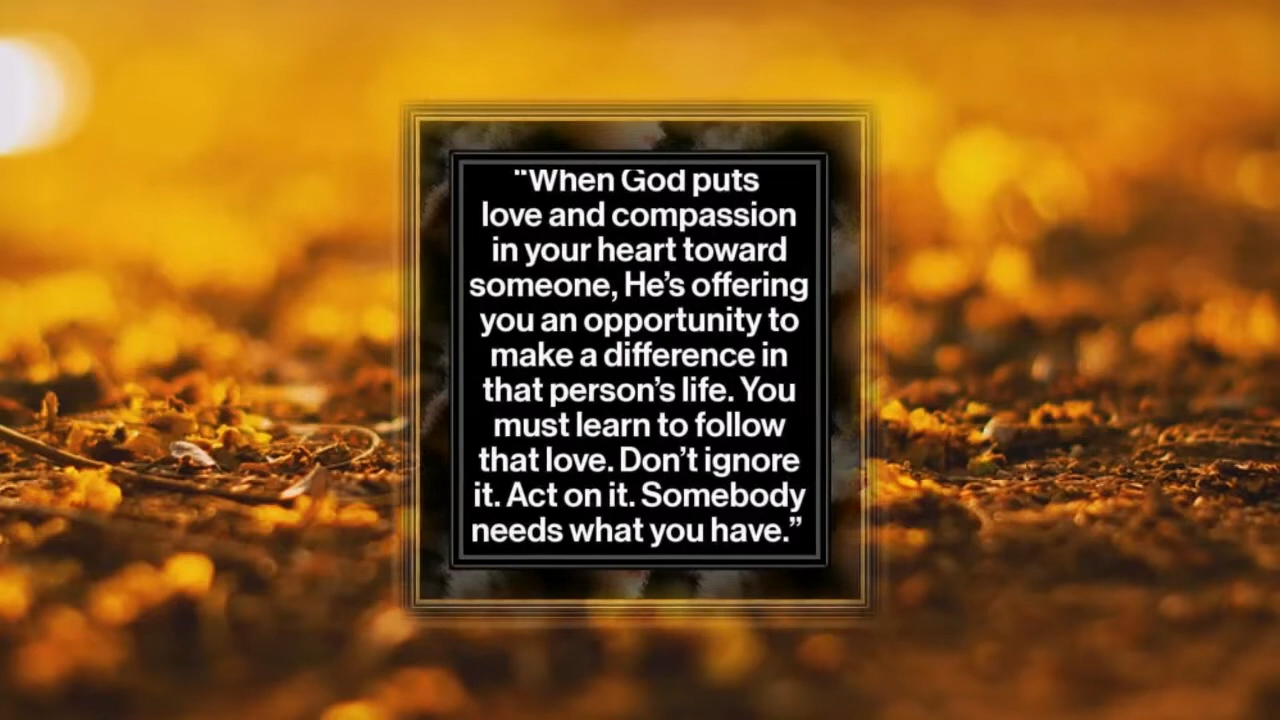 “When God puts
love and compassion
in your heart toward
someone, He’s offering
you an opportunity to
make a difference in
that person’s life. You
must learn to follow
that love. Don’t ignore
it. Act on it. Somebody
needs what you have.”